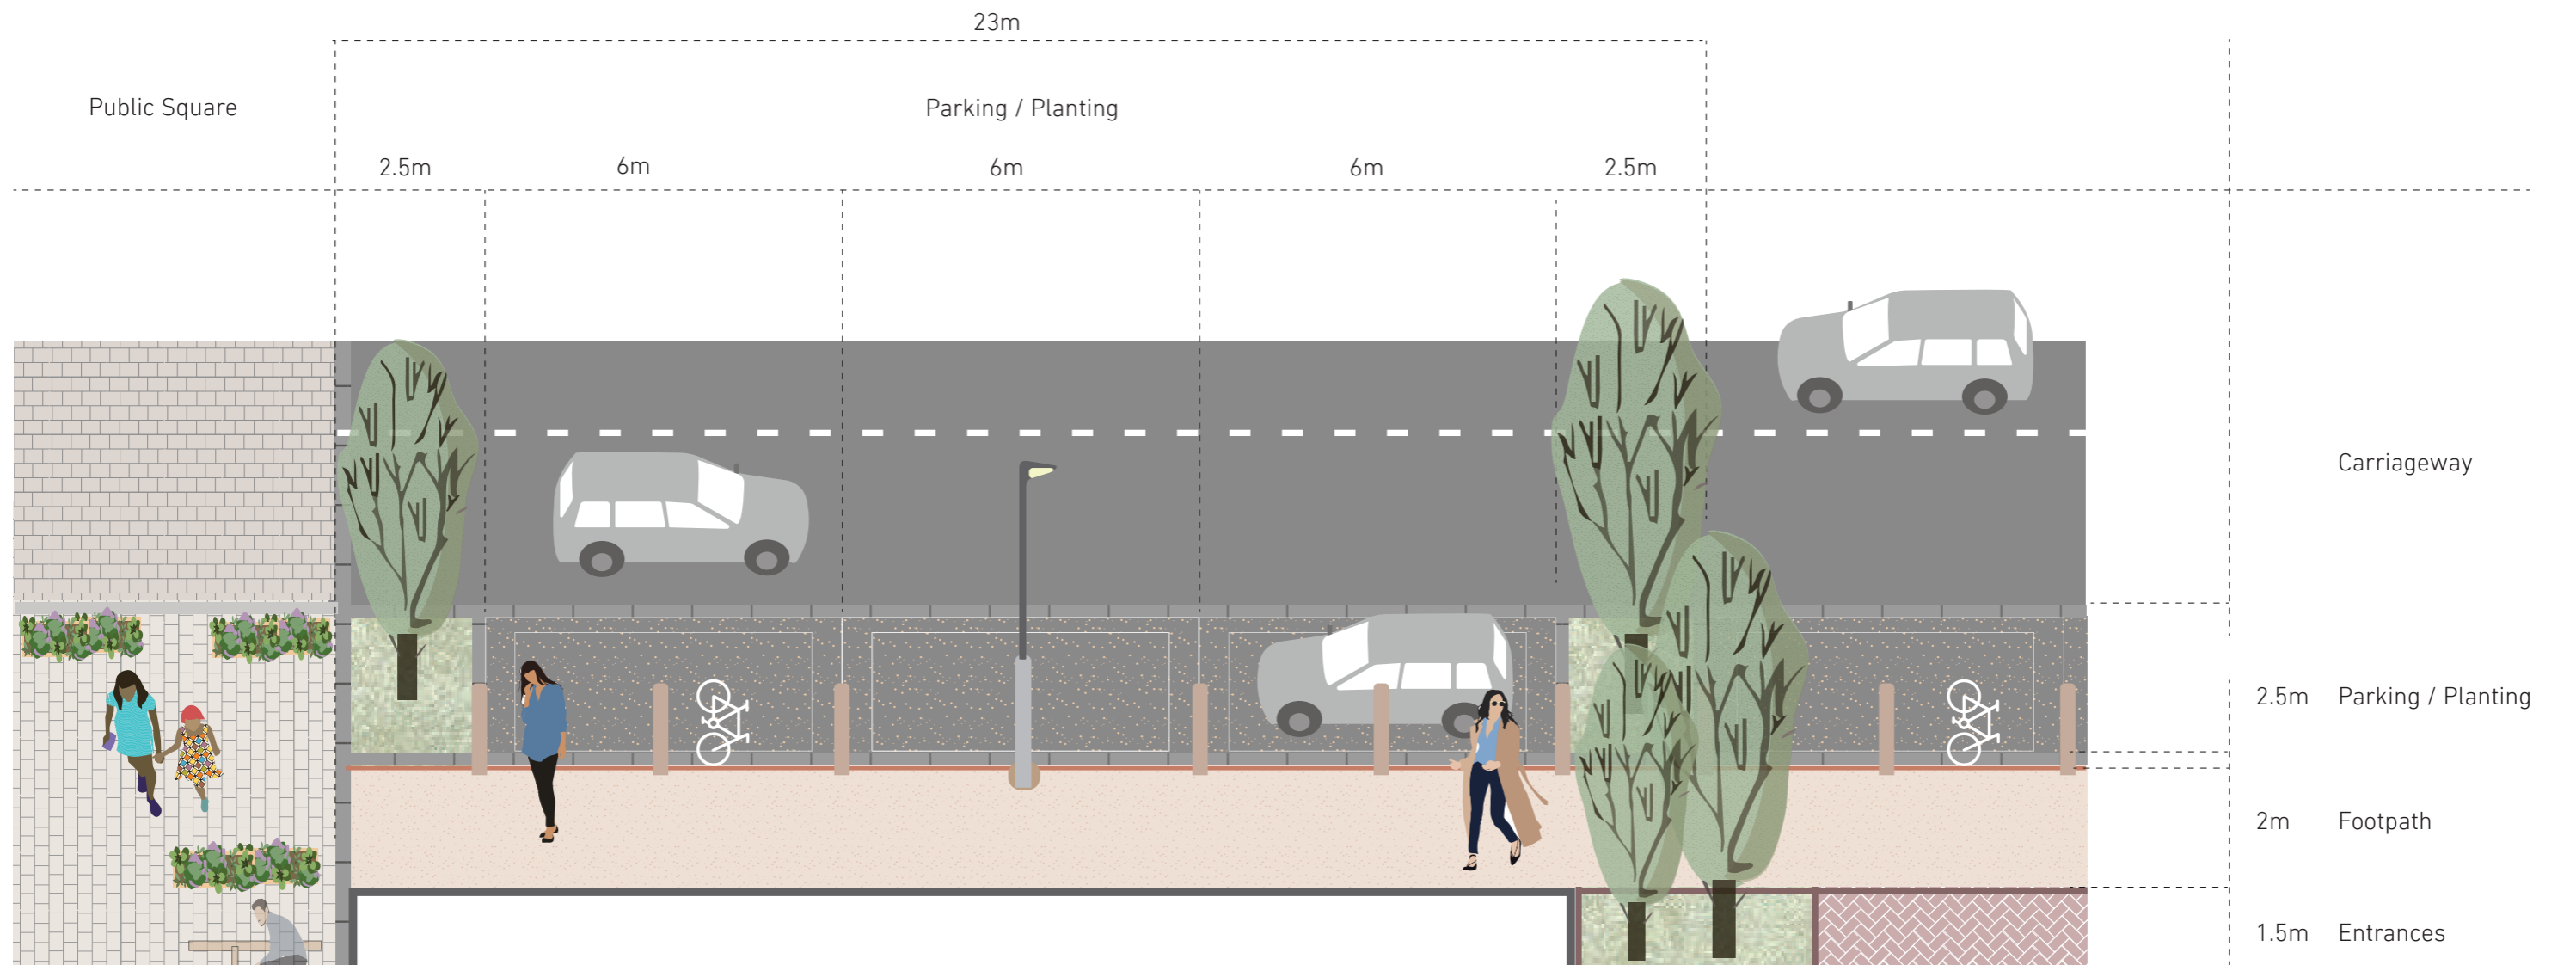 23m
Public Square
Parking / Planting
2.5m
6m
6m
6m
2.5m
Carriageway
2.5m Parking / Planting
2m Footpath
1.5m Entrances